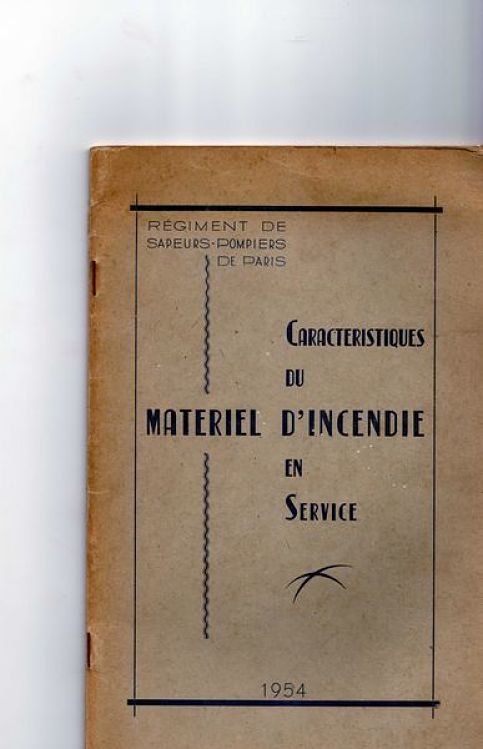 RÉGIMENT DE
SAPEURS-POMPIERS
DE PARIS
CARACTERISTIQUES
DU
MATERIEL D'INCENDIE
EN
SERVICE
1954